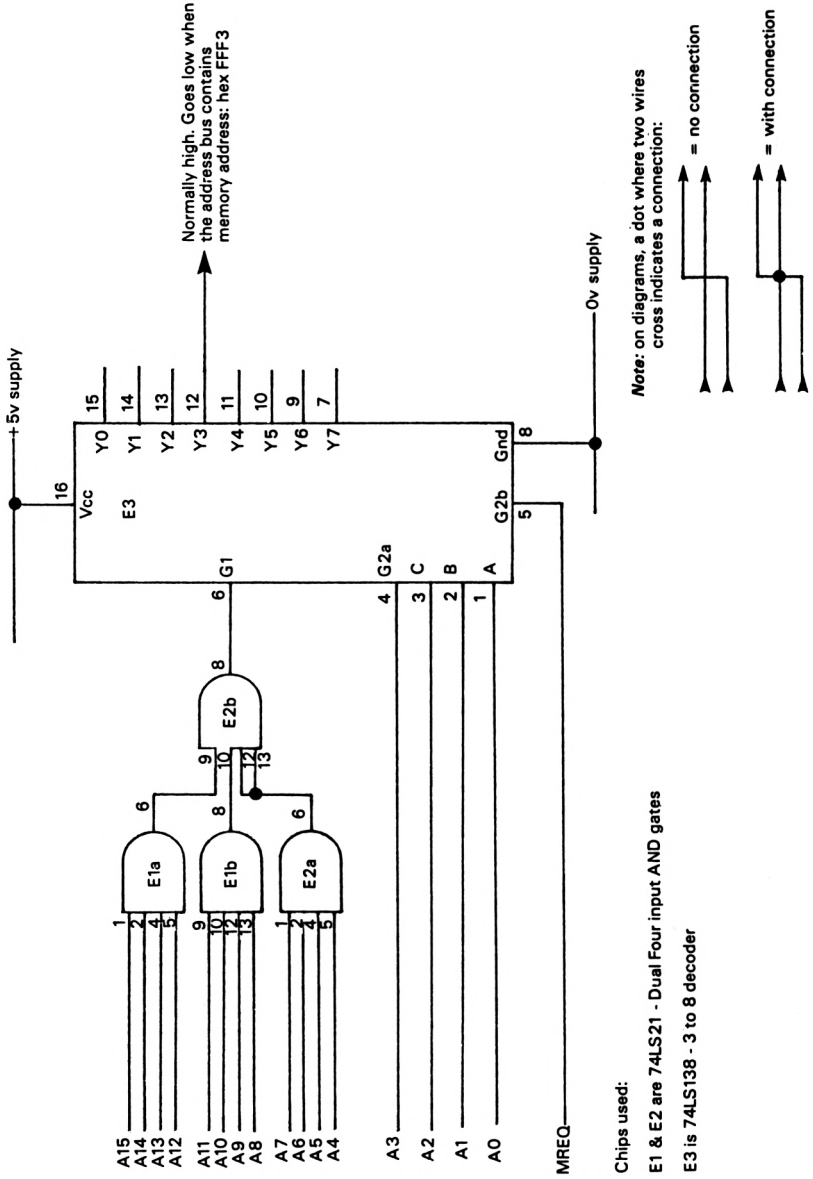 +5v supply
16
Vcc
E3
Y0 15
Y1 14
Y2 13
Y3 12
Y4 11
Y5 10
Y6 9
Y7 7
Normally high. Goes low when
the address bus contains
memory address: hex FFF3
G1
6
G2a
4
C
3
B
2
A
1
G2b
5
Gnd
8
0v supply
E2b
8
9
10
12
13
E1a
6
1
2
4
5
E1b
8
9
10
12
13
E2a
6
1
2
4
5
A15
A14
A13
A12
A11
A10
A9
A8
A7
A6
A5
A4
A3
A2
A1
A0
MREQ
Note: on diagrams, a dot where two wires
cross indicates a connection:
= no connection
= with connection
Chips used:
E1 & E2 are 74LS21 - Dual Four input AND gates
E3 is 74LS138 - 3 to 8 decoder